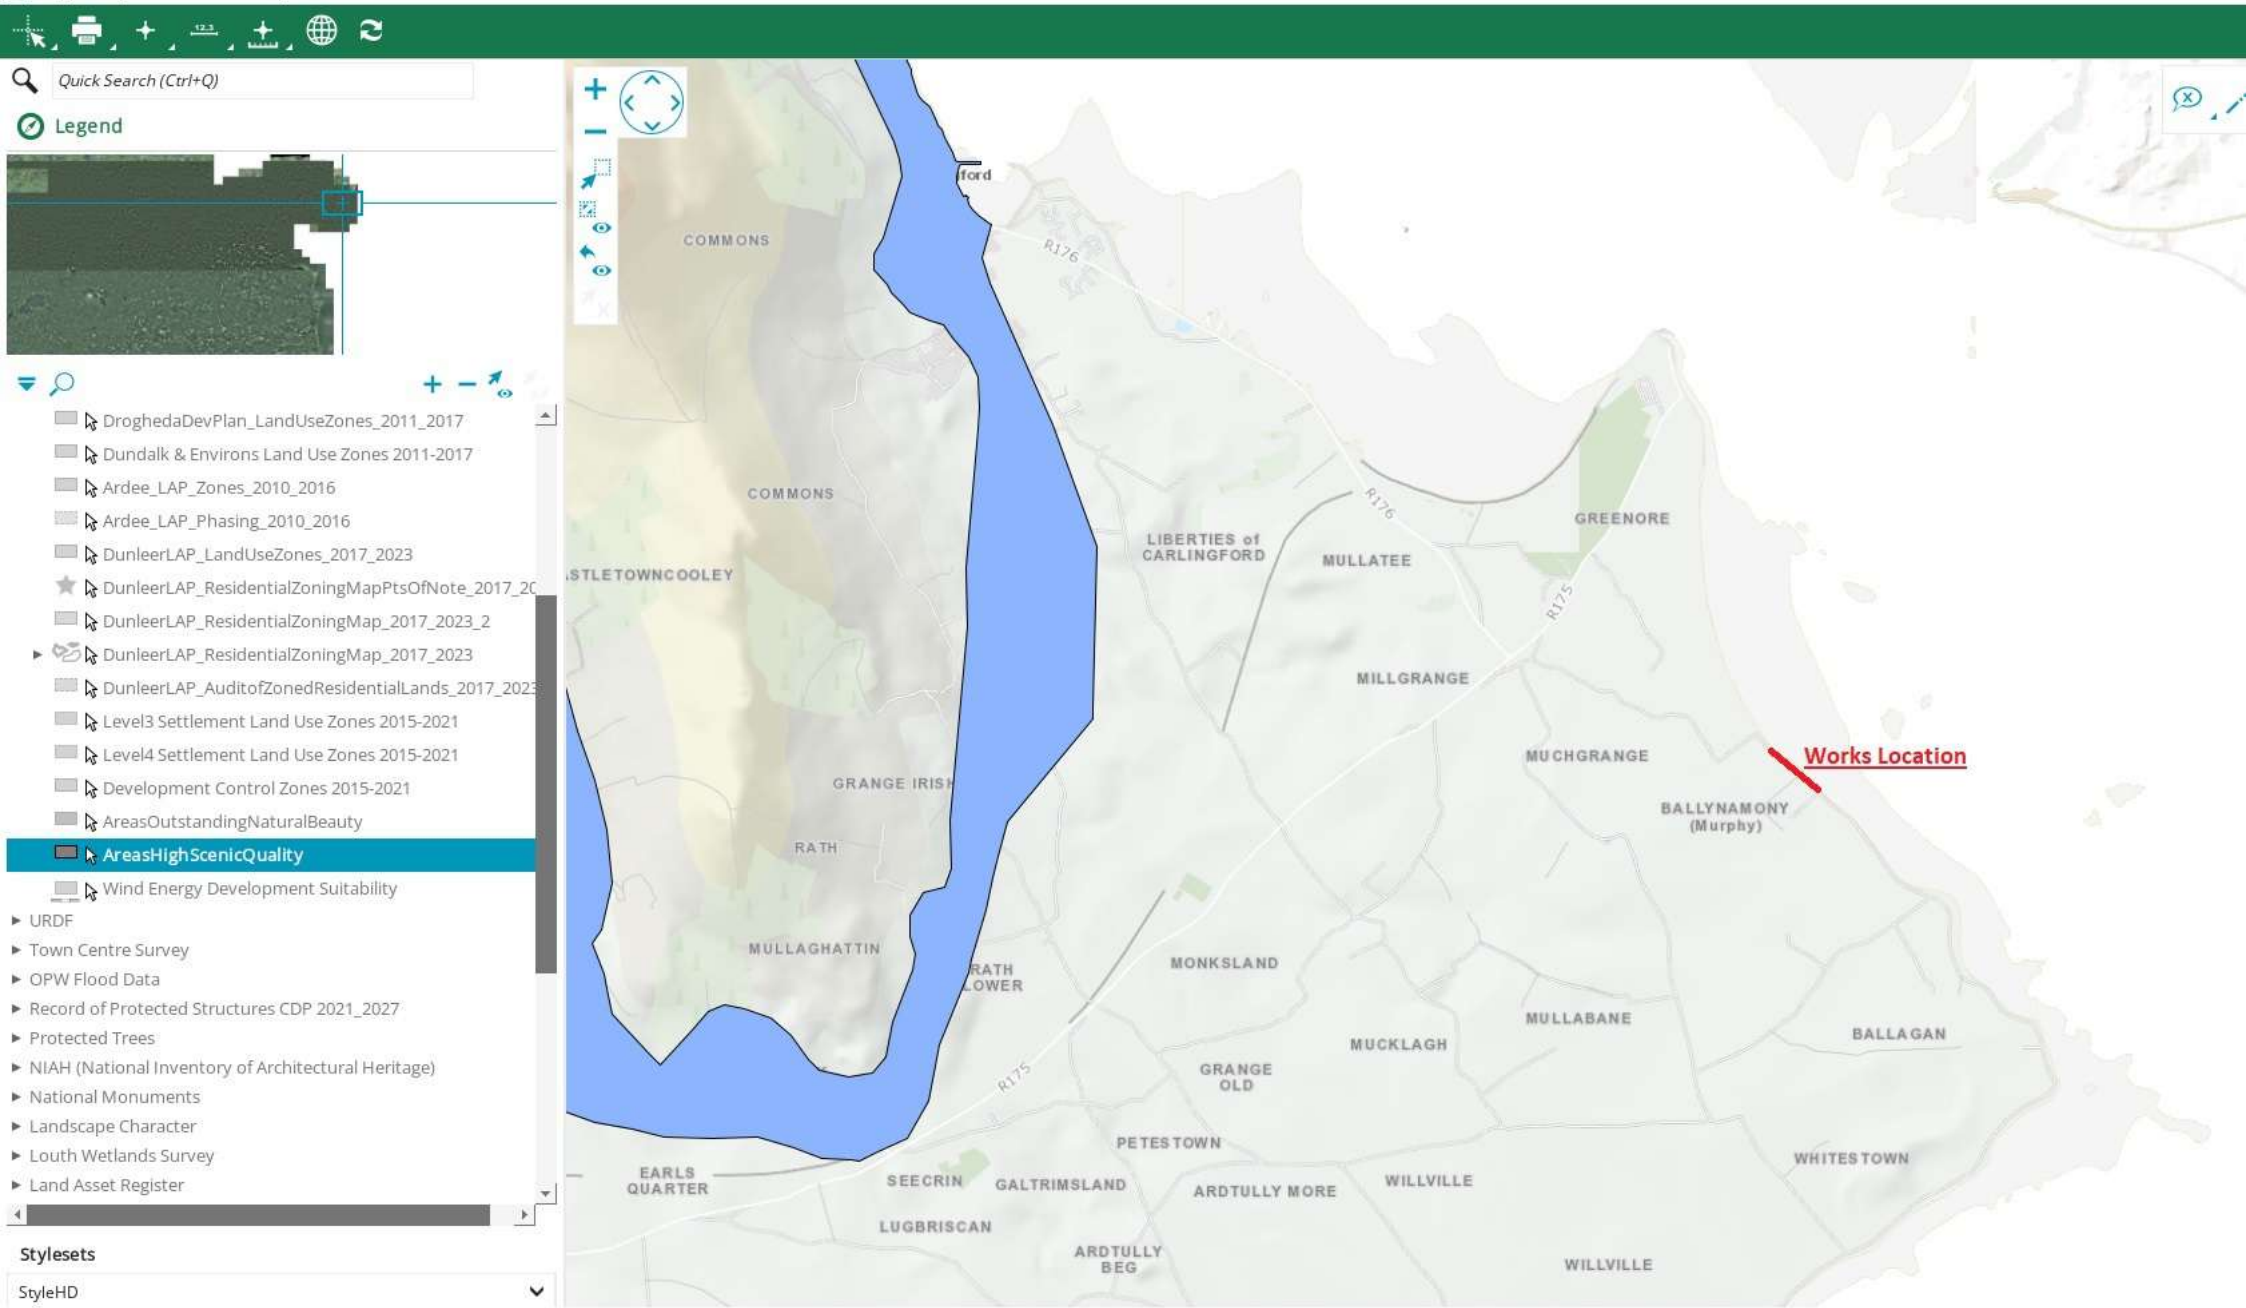 12.3
Quick Search (Ctrl+Q)
Legend
DroghedaDevPlan_LandUseZones_2011_2017
Dundalk & Environs Land Use Zones 2011-2017
Ardee_LAP_Zones_2010_2016
Ardee_LAP_Phasing_2010_2016
DunleerLAP_LandUseZones_2017_2023
DunleerLAP_ResidentialZoningMapPtsOfNote_2017_20
DunleerLAP_ResidentialZoningMap_2017_2023_2
DunleerLAP_ResidentialZoningMap_2017_2023
DunleerLAP_AuditofZonedResidentialLands_2017_2023
Level3 Settlement Land Use Zones 2015-2021
Level4 Settlement Land Use Zones 2015-2021
Development Control Zones 2015-2021
AreasOutstandingNaturalBeauty
AreasHighScenicQuality
Wind Energy Development Suitability
URDF
Town Centre Survey
OPW Flood Data
Record of Protected Structures CDP 2021_2027
Protected Trees
NIAH (National Inventory of Architectural Heritage)
National Monuments
Landscape Character
Louth Wetlands Survey
Land Asset Register
Stylesets
StyleHD
ford
COMMONS
R176
COMMONS
R176
GREENORE
LIBERTIES of
CARLINGFORD
MULLATEE
STLETOWNCOOLEY
R175
MILLGRANGE
MUCHGRANGE
Works Location
GRANGE IRISH
BALLYNAMONY
(Murphy)
RATH
MULLAGHATTIN
MONKSLAND
RATH
LOWER
MULLABANE
BALLAGAN
MUCKLAGH
GRANGE
OLD
R175
PETESTOWN
WHITESTOWN
EARLS
QUARTER
SEECRIN
GALTRIMSLAND
ARDTULLY MORE
WILLVILLE
LUGBRISCAN
ARDTULLY
BEG
WILLVILLE